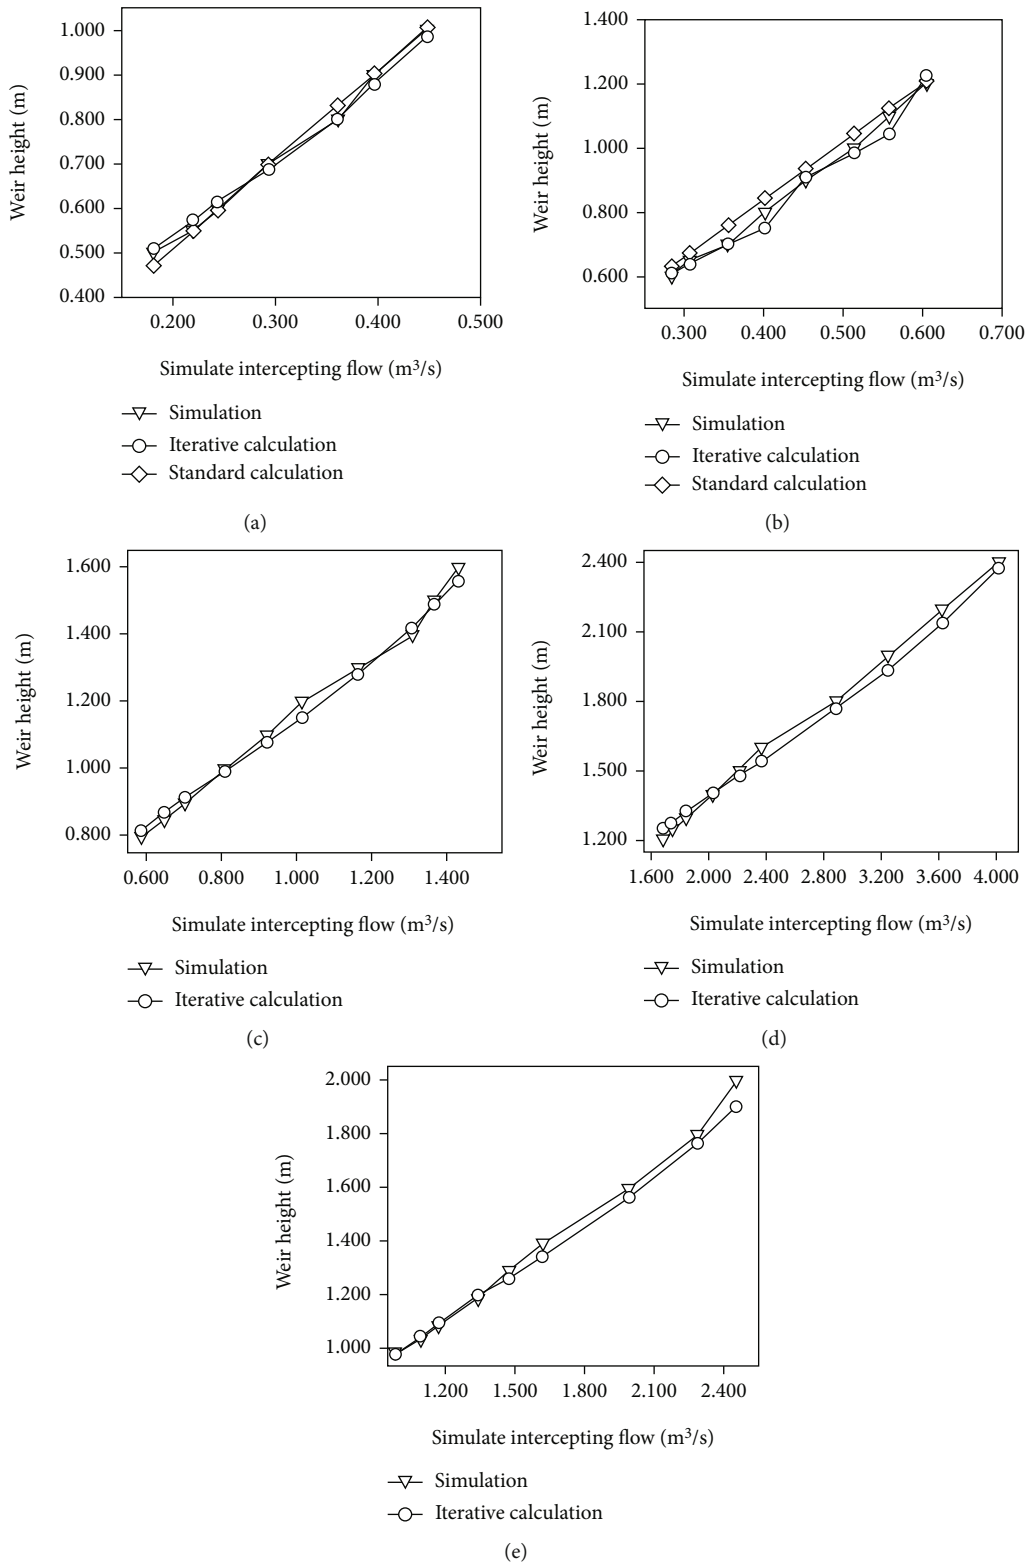 1.000
0.900
0.800
0.700
0.600
0.500
0.400
Weir height (m)
0.200 0.300 0.400 0.500
Simulate intercepting flow (m³/s)
Simulation
Iterative calculation
Standard calculation
(a)
1.400
1.200
1.000
0.800
0.600
Weir height (m)
0.300 0.400 0.500 0.600 0.700
Simulate intercepting flow (m³/s)
Simulation
Iterative calculation
Standard calculation
(b)
1.600
1.400
1.200
1.000
0.800
Weir height (m)
0.600 0.800 1.000 1.200 1.400
Simulate intercepting flow (m³/s)
Simulation
Iterative calculation
(c)
2.400
2.100
1.800
1.500
1.200
Weir height (m)
1.600 2.000 2.400 2.800 3.200 3.600 4.000
Simulate intercepting flow (m³/s)
Simulation
Iterative calculation
(d)
2.000
1.800
1.600
1.400
1.200
1.000
Weir height (m)
1.200 1.500 1.800 2.100 2.400
Simulate intercepting flow (m³/s)
Simulation
Iterative calculation
(e)